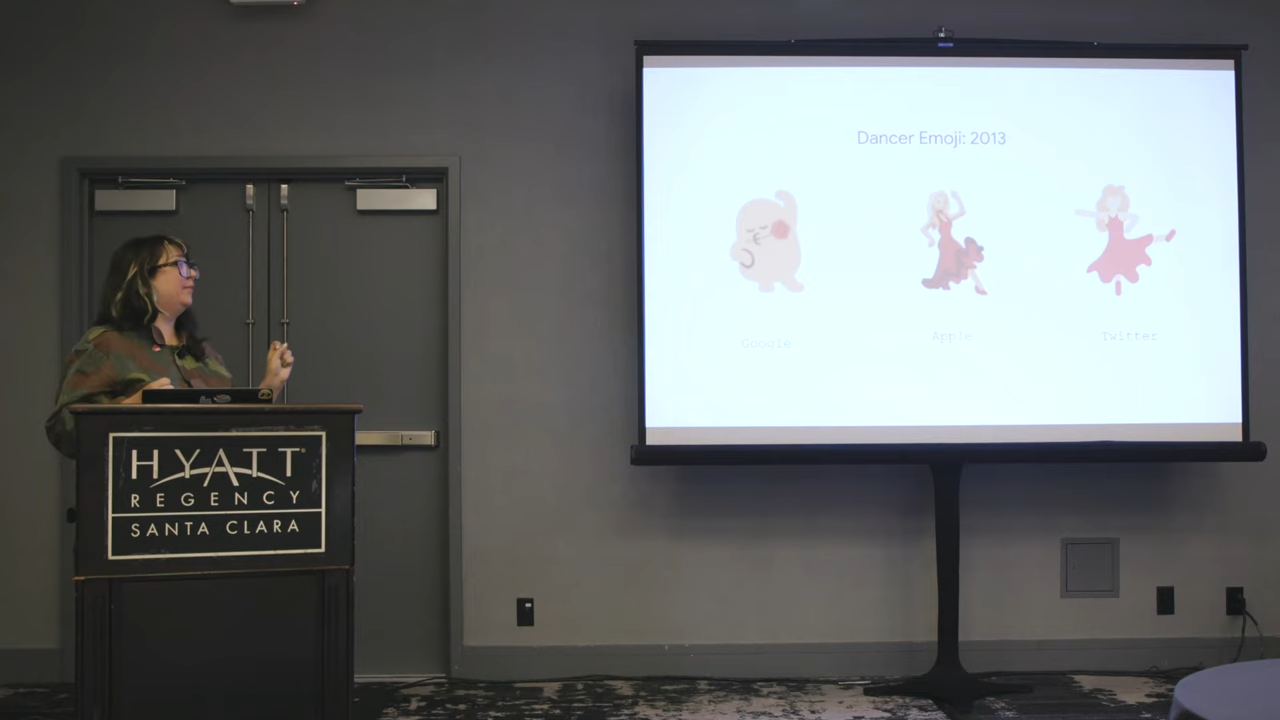 Dancer Emoji: 2013
Google
Apple
Twitter
HYATT
REGENCY
SANTA CLARA